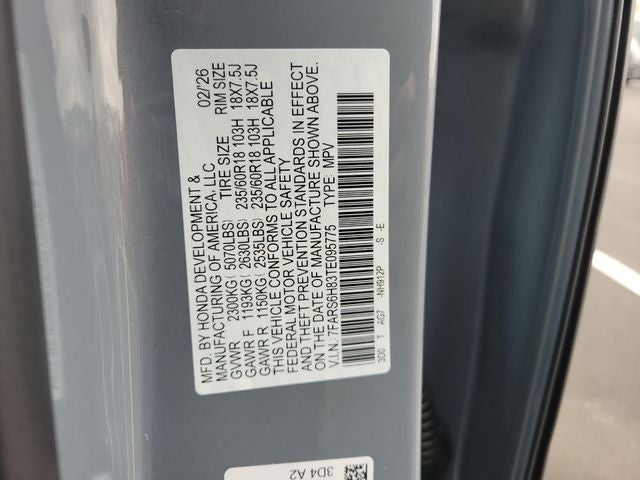 MFD. BY HONDA DEVELOPMENT & 02/'26
MANUFACTURING OF AMERICA, LLC
GVWR 2300KG ( 5070LBS) TIRE SIZE RIM SIZE
GAWR F 1193KG ( 2630LBS) 235/60R18 103H 18X7.5J
GAWR R 1150KG ( 2535LBS) 235/60R18 103H 18X7.5J
THIS VEHICLE CONFORMS TO ALL APPLICABLE
FEDERAL MOTOR VEHICLE SAFETY
AND THEFT PREVENTION STANDARDS IN EFFECT
ON THE DATE OF MANUFACTURE SHOWN ABOVE.
V.I.N.: 7FARS6H83TE095775 TYPE: MPV
3D0 T AG7 -NH912P -S -E
3D4 A2